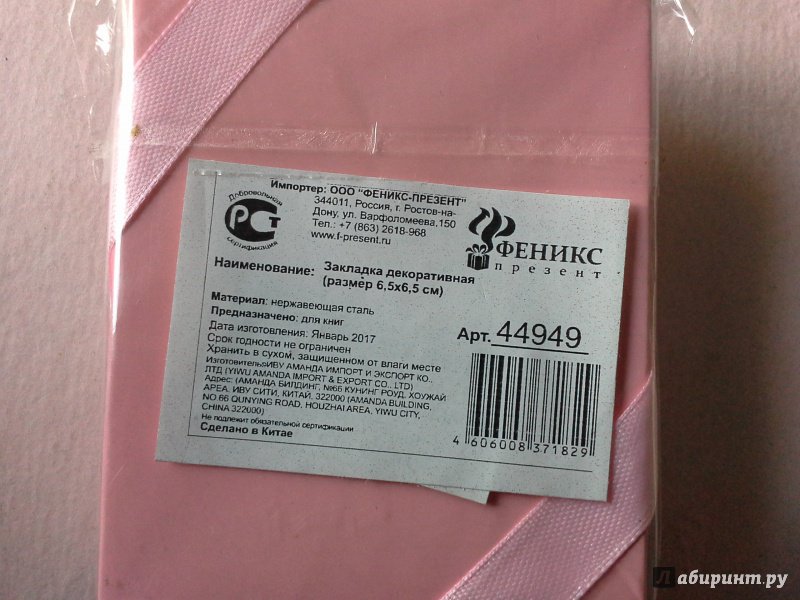 Импортер: ООО "ФЕНИКС-ПРЕЗЕНТ"
344011, Россия, г. Ростов-на-
Дону, ул. Варфоломеева,150
Тел.: +7 (863) 2618-968
www.f-present.ru
Добровольная
РСТ
сертификация
ФЕНИКС
презент
Наименование: Закладка декоративная
(размер 6,5х6,5 см)
Материал: нержавеющая сталь
Предназначено: для книг
Дата изготовления: Январь 2017
Срок годности не ограничен
Хранить в сухом, защищенном от влаги месте
Изготовитель:ИВУ АМАНДА ИМПОРТ И ЭКСПОРТ КО.,
ЛТД (YIWU AMANDA IMPORT & EXPORT CO., LTD)
Адрес: (АМАНДА БИЛДИНГ, №66 КУНИНГ РОУД, ХОУЖАЙ
АРЕА, ИВУ СИТИ, КИТАЙ, 322000 (AMANDA BUILDING,
NO 66 QUNYING ROAD, HOUZHAI AREA, YIWU CITY,
CHINA 322000)
Не подлежит обязательной сертификации
Сделано в Китае
Арт. 44949
4 606008 371829
Лабиринт.ру